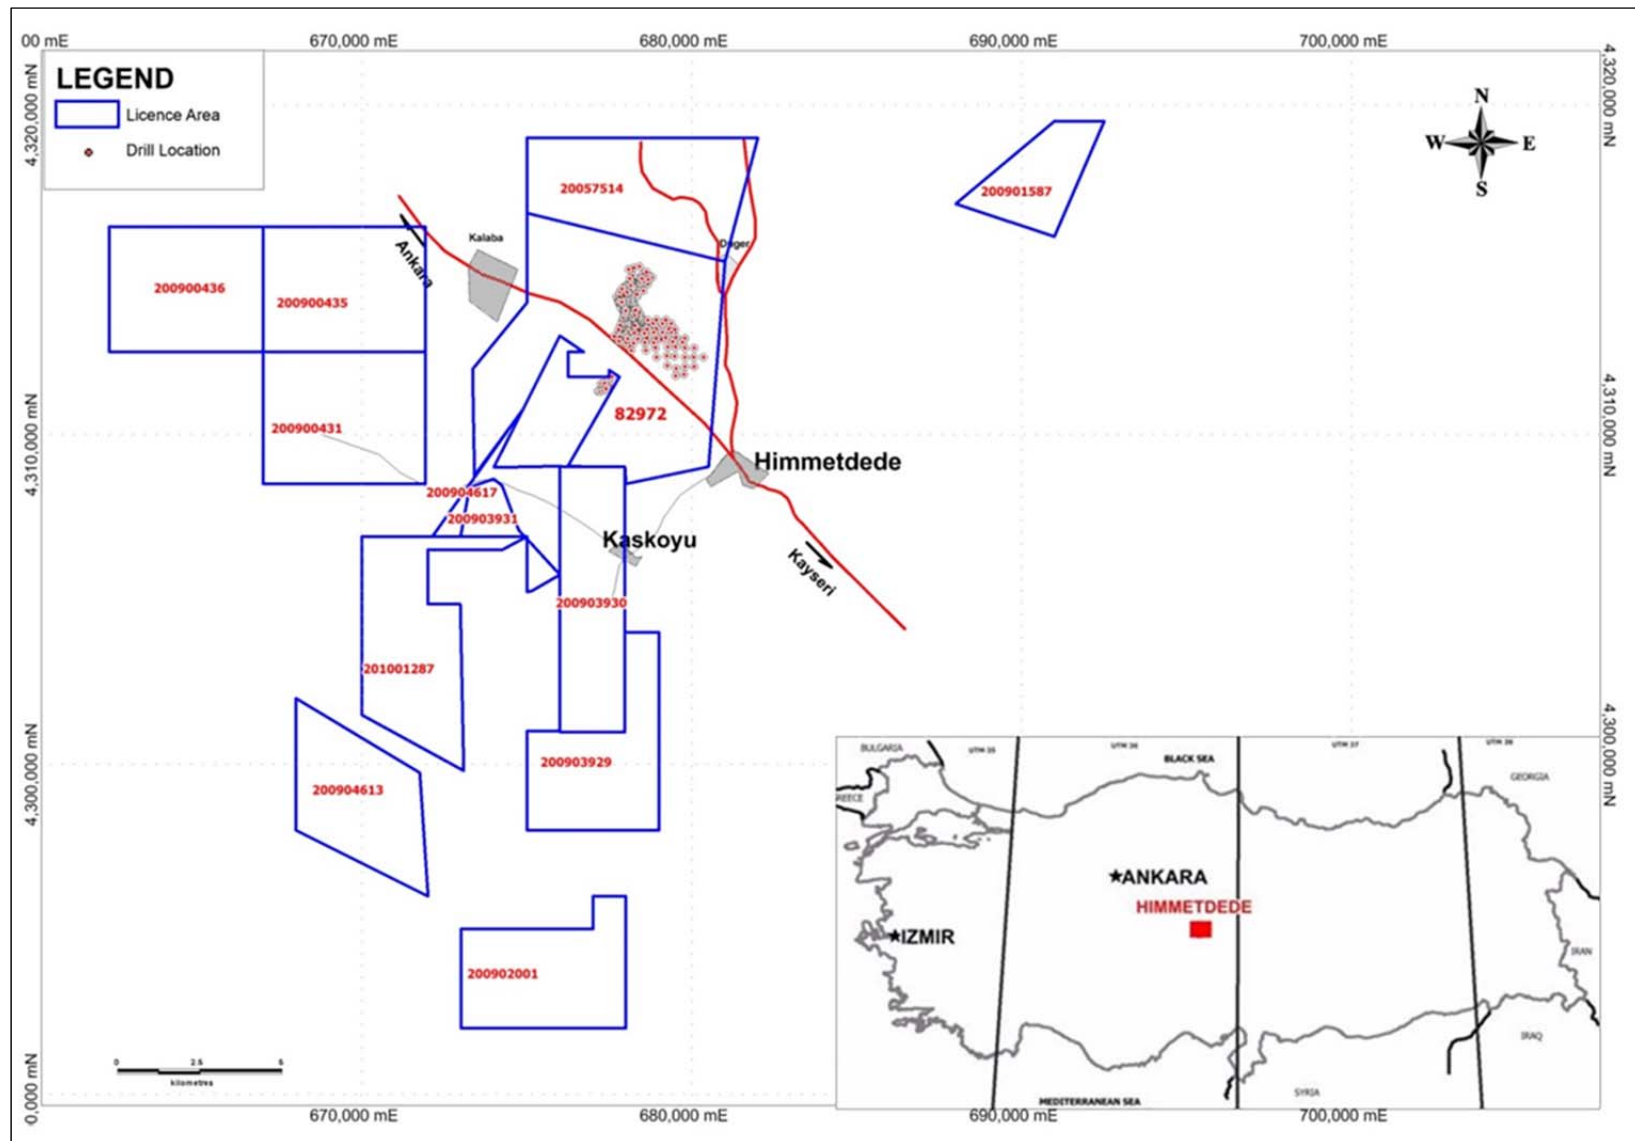 00 mE
670,000 mE
680,000 mE
690,000 mE
700,000 mE
4,320,000 mN
4,320,000 mN
LEGEND
Licence Area
Drill Location
N
W
E
S
20057514
200901587
Kalaba
Ankara
200900436
200900435
82972
200900431
4,310,000 mN
4,310,000 mN
Himmetdede
200904617
200903931
Kaskoyu
Kayseri
200903930
201001287
200903929
200904613
4,300,000 mN
4,300,000 mN
200902001
BULGARIA
UTM 35
UTM 36
UTM 37
UTM 38
BLACK SEA
GEORGIA
REECE
ANKARA
HIMMETDEDE
IZMIR
IRAN
IRAQ
SYRIA
MEDITERRANEAN SEA
0 2.5 5
kilometres
0,000 mN
670,000 mE
680,000 mE
690,000 mE
700,000 mE